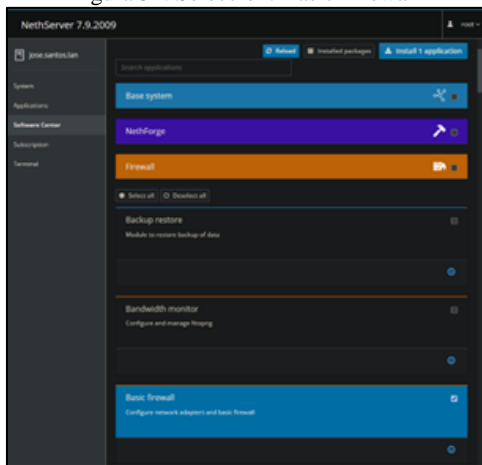 NethServer 7.9.2009
root
jose.santos.lan
Reload
Installed packages
Install 1 application
Search applications
System
Applications
Software Center
Subscription
Terminal
Base system
NethForge
Firewall
Select all
Deselect all
Backup restore
Module to restore backup of data
Bandwidth monitor
Configure and manage Ntopng
Basic firewall
Configure network adapters and basic firewall